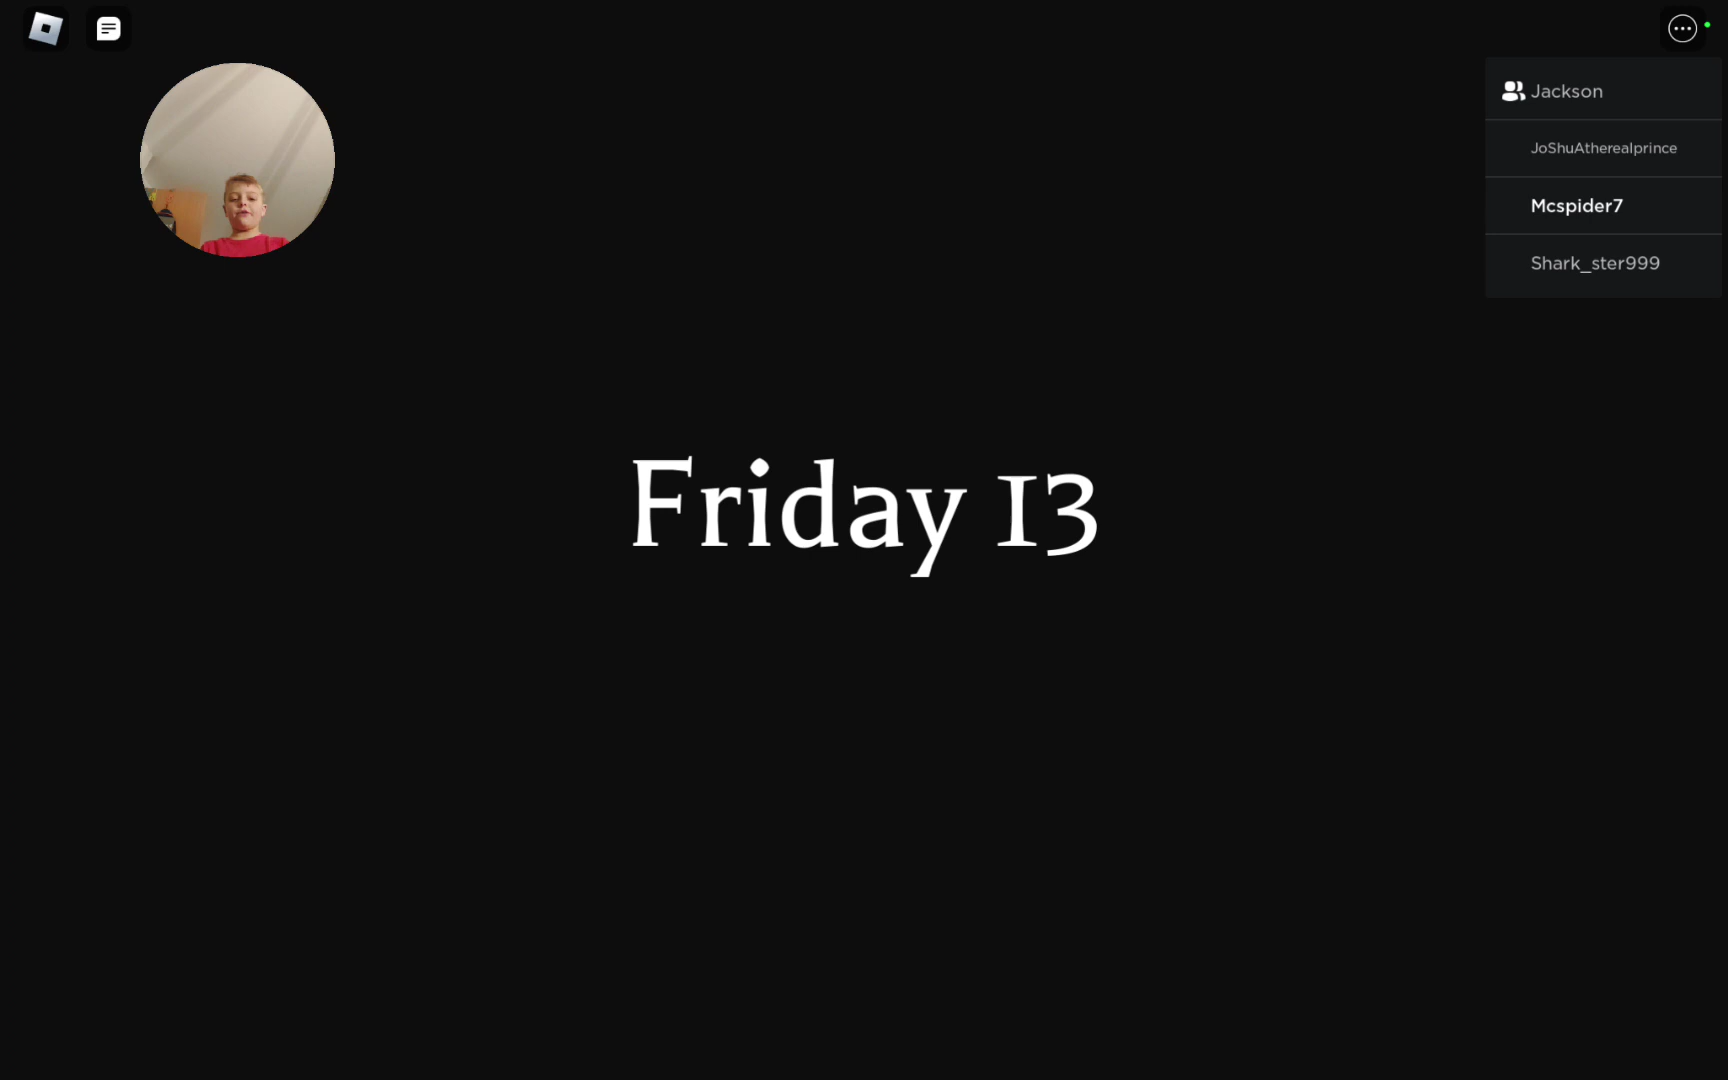 Jackson
JoShuAtherealprince
Mcspider7
Shark_ster999
Friday 13